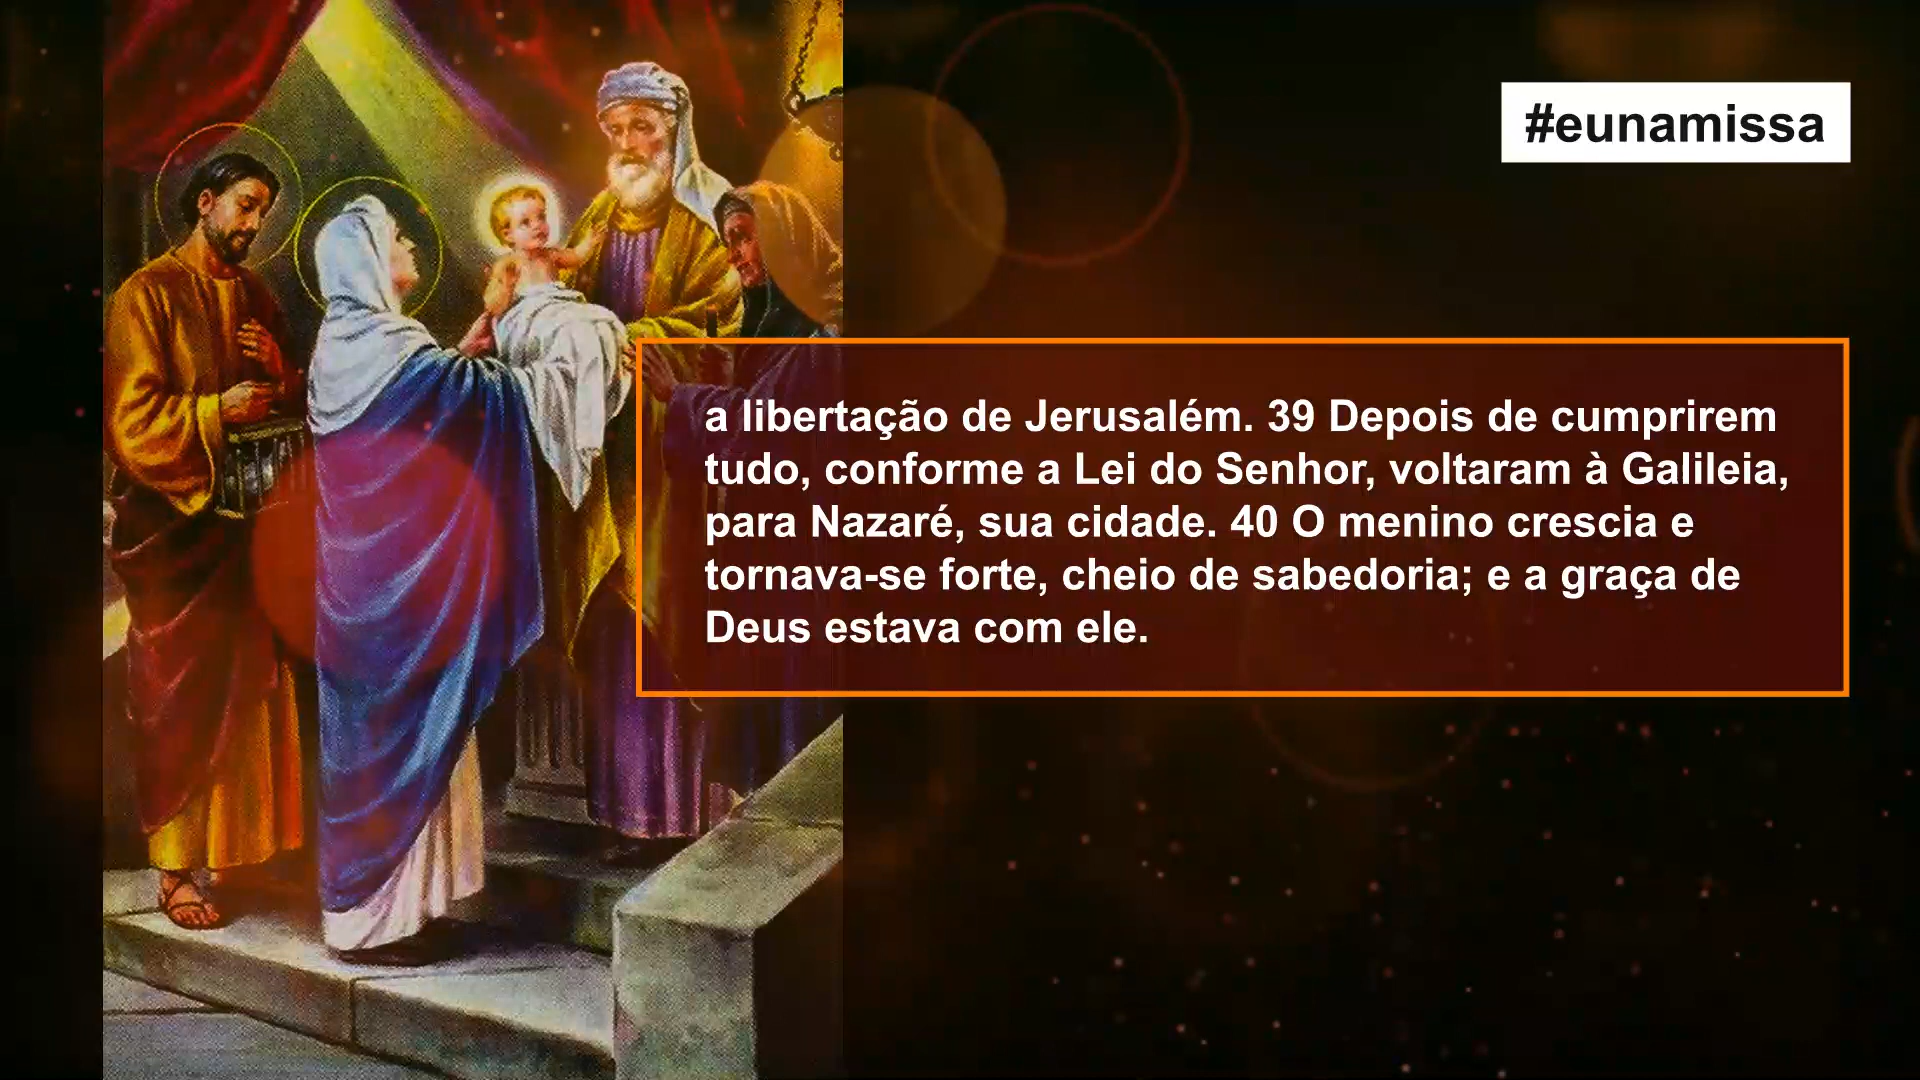 #eunamissa
a libertação de Jerusalém. 39 Depois de cumprirem
tudo, conforme a Lei do Senhor, voltaram à Galileia,
para Nazaré, sua cidade. 40 O menino crescia e
tornava-se forte, cheio de sabedoria; e a graça de
Deus estava com ele.